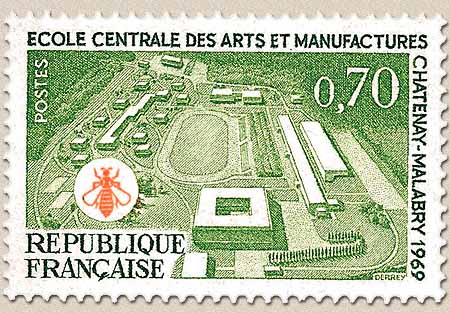 ECOLE CENTRALE DES ARTS ET MANUFACTURES
POSTES
0,70
CHATENAY-MALABRY 1969
REPUBLIQUE
FRANÇAISE
DERREY